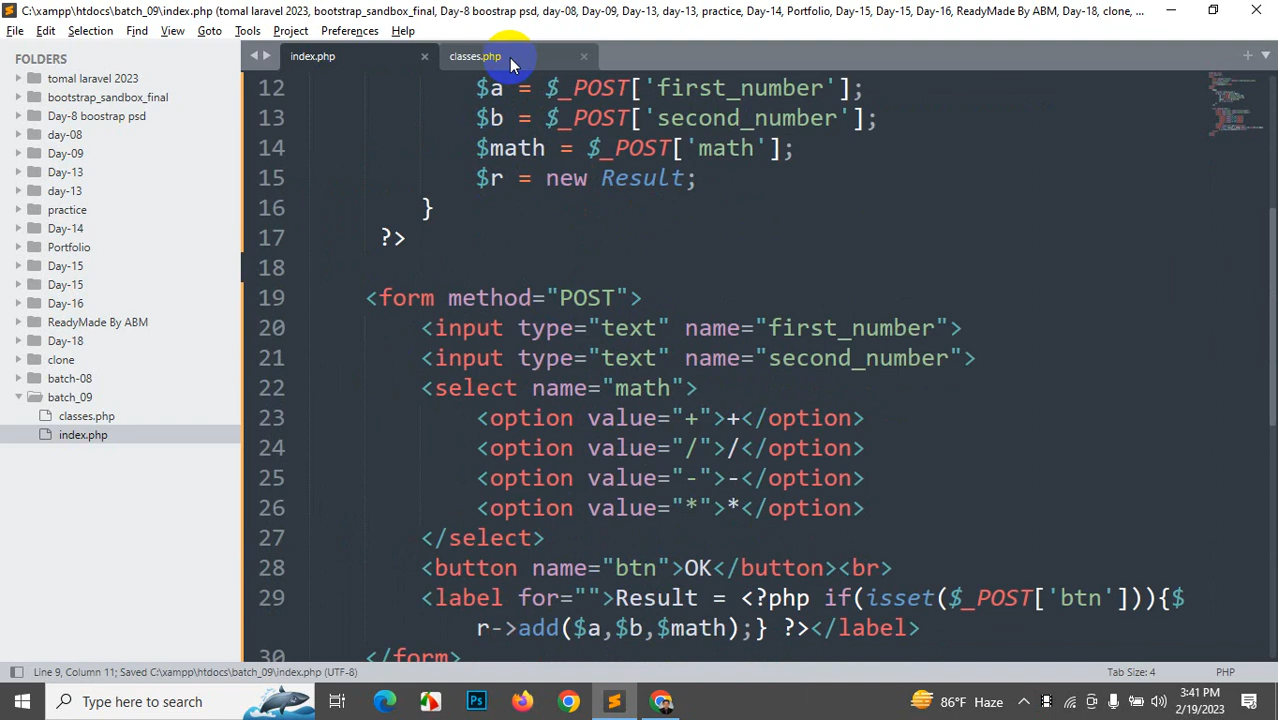 C:\xampp\htdocs\batch_09\index.php (tomal laravel 2023, bootstrap_sandbox_final, Day-8 boostrap psd, day-08, Day-09, Day-13, day-13, practice, Day-14, Portfolio, Day-15, Day-15, Day-16, ReadyMade By ABM, Day-18, clone, ...
File Edit Selection Find View Goto Tools Project Preferences Help
FOLDERS
tomal laravel 2023
bootstrap_sandbox_final
Day-8 boostrap psd
day-08
Day-09
Day-13
day-13
practice
Day-14
Portfolio
Day-15
Day-15
Day-16
ReadyMade By ABM
Day-18
clone
batch-08
batch_09
classes.php
index.php
index.php × classes.php ×
12 $a = $_POST['first_number'];
13 $b = $_POST['second_number'];
14 $math = $_POST['math'];
15 $r = new Result;
16 }
17 ?>
18
19 <form method="POST">
20 <input type="text" name="first_number">
21 <input type="text" name="second_number">
22 <select name="math">
23 <option value="+">+</option>
24 <option value="/">/</option>
25 <option value="-">-</option>
26 <option value="*">*</option>
27 </select>
28 <button name="btn">OK</button><br>
29 <label for="">Result = <?php if(isset($_POST['btn'])){$
r->add($a,$b,$math);} ?></label>
30 </form>
Line 9, Column 11; Saved C:\xampp\htdocs\batch_09\index.php (UTF-8) Tab Size: 4 PHP
Type here to search
Ps
86°F Haze
3:41 PM
2/19/2023